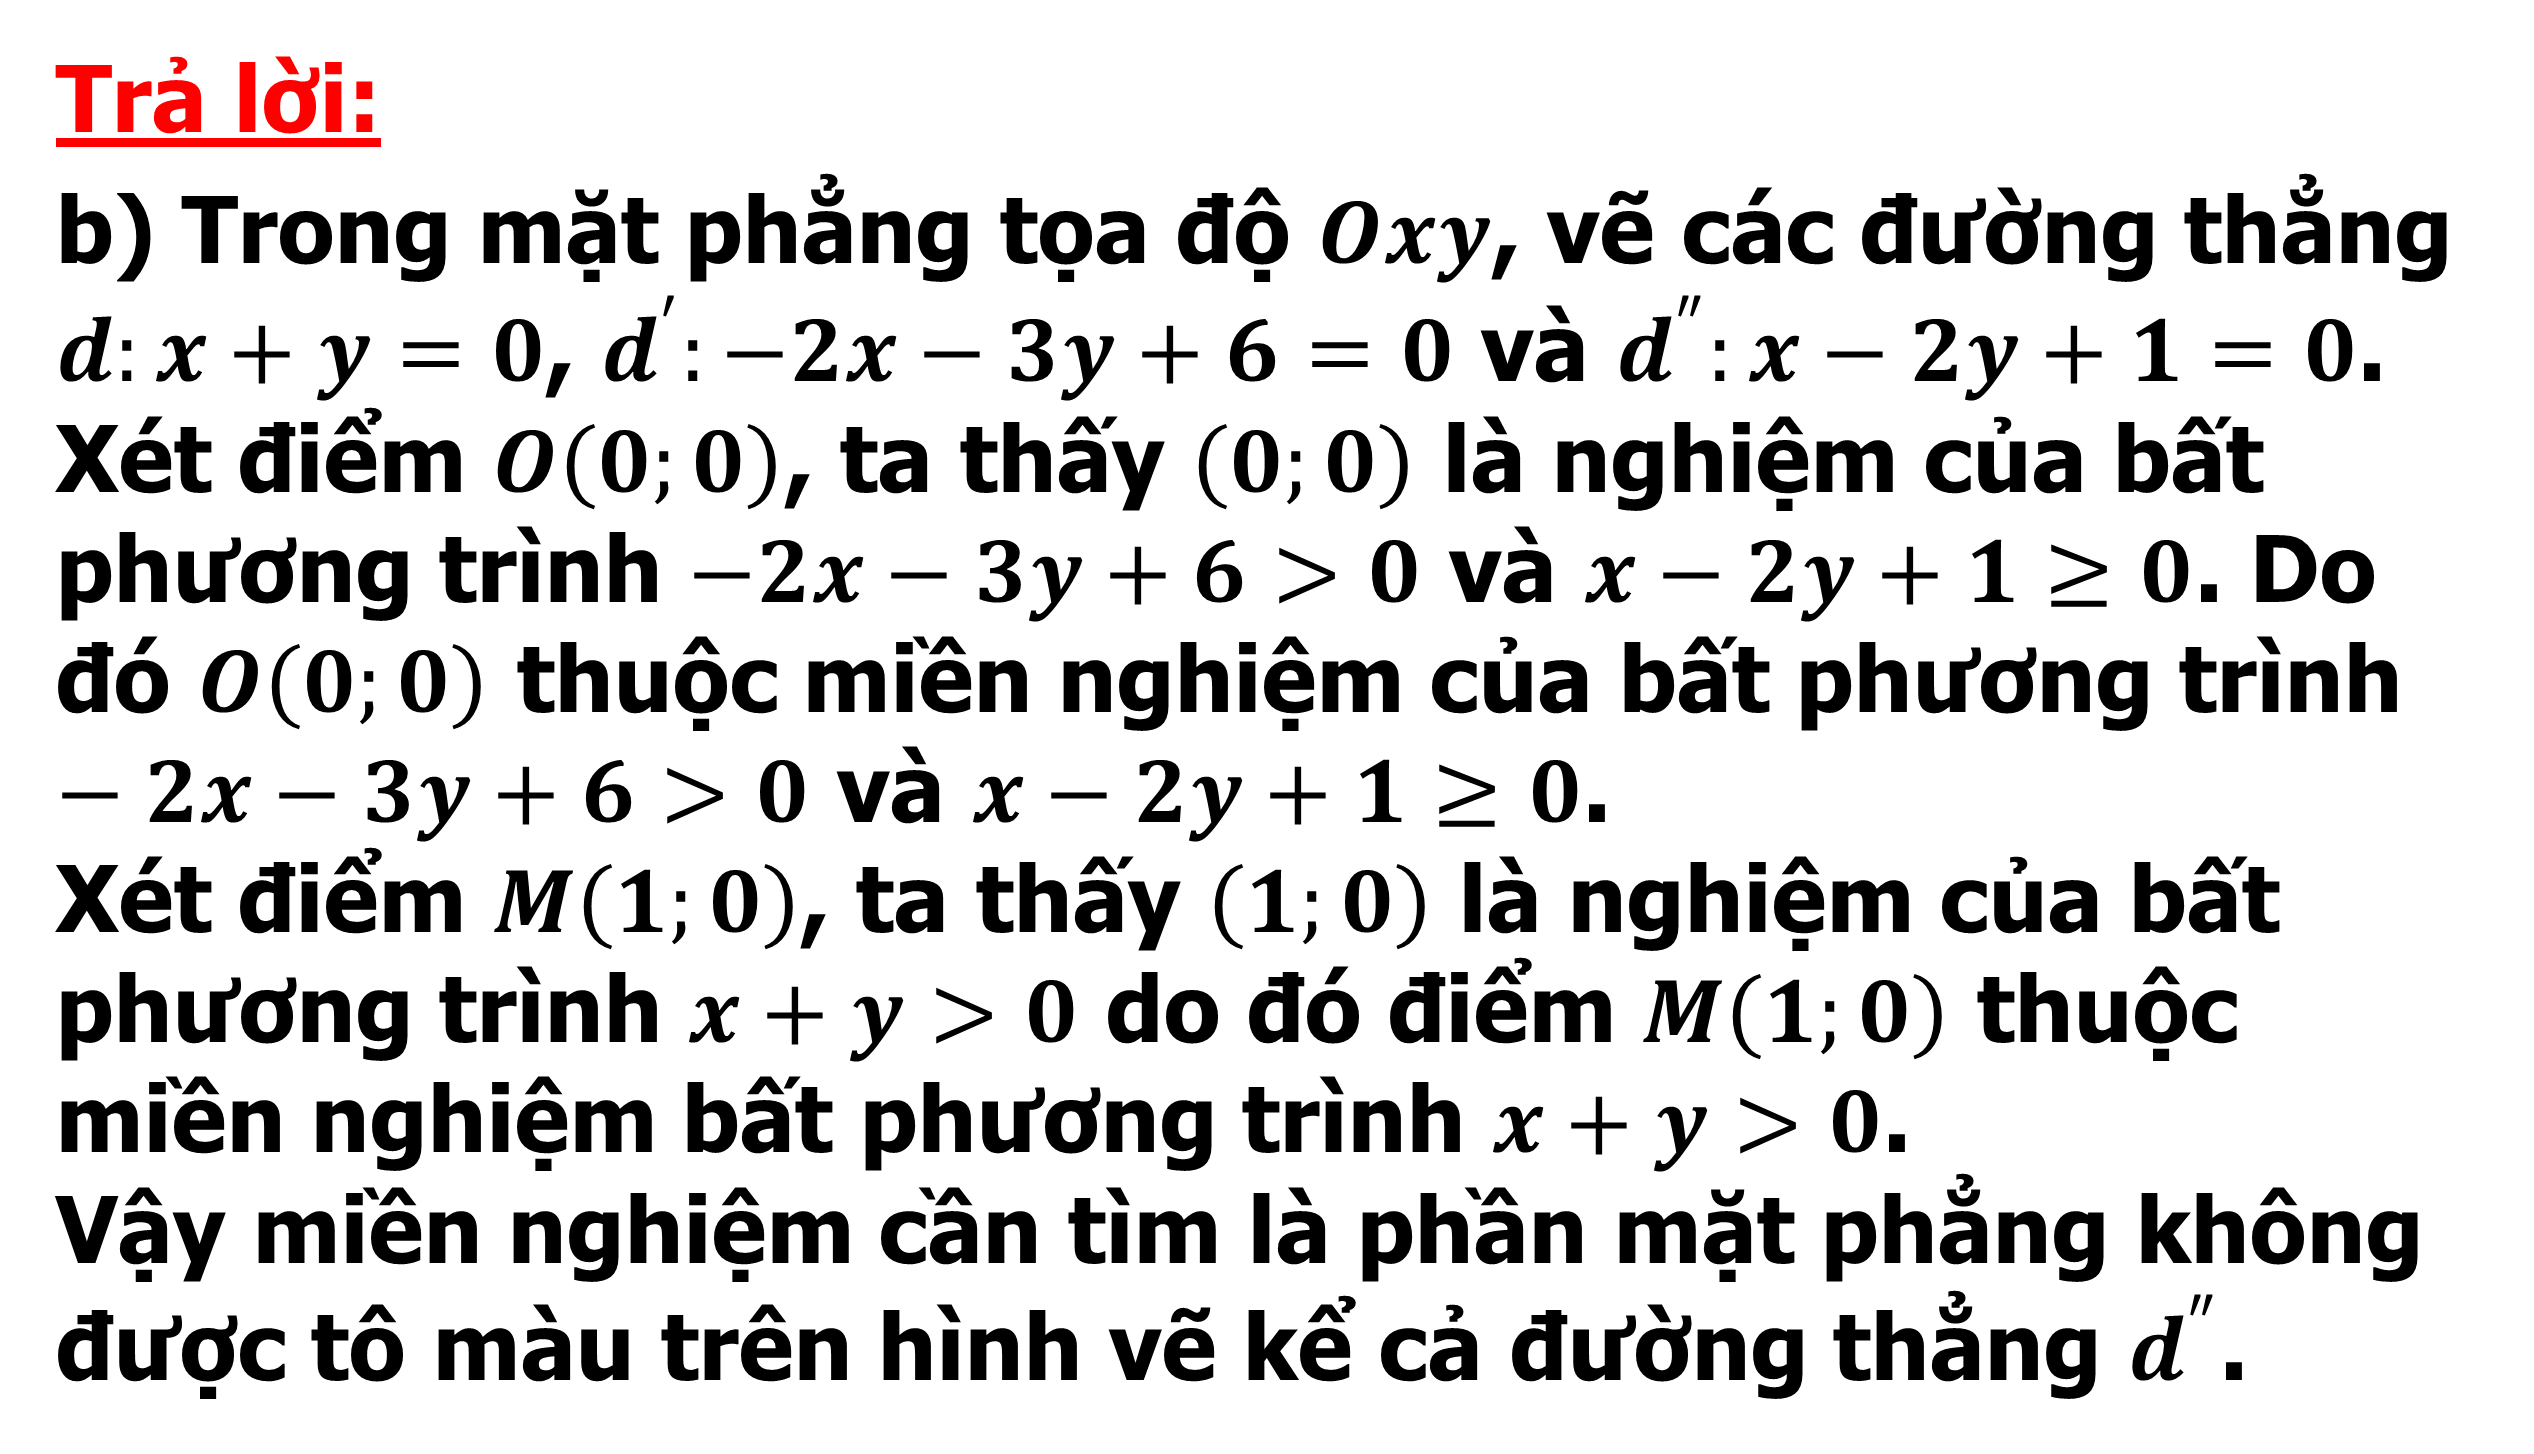 Trả lời:
b) Trong mặt phẳng tọa độ Oxy, vẽ các đường thẳng
d: x + y = 0, d′: −2x − 3y + 6 = 0 và d″: x − 2y + 1 = 0.
Xét điểm O(0; 0), ta thấy (0; 0) là nghiệm của bất
phương trình −2x − 3y + 6 > 0 và x − 2y + 1 ≥ 0. Do
đó O(0; 0) thuộc miền nghiệm của bất phương trình
− 2x − 3y + 6 > 0 và x − 2y + 1 ≥ 0.
Xét điểm M(1; 0), ta thấy (1; 0) là nghiệm của bất
phương trình x + y > 0 do đó điểm M(1; 0) thuộc
miền nghiệm bất phương trình x + y > 0.
Vậy miền nghiệm cần tìm là phần mặt phẳng không
được tô màu trên hình vẽ kể cả đường thẳng d″.